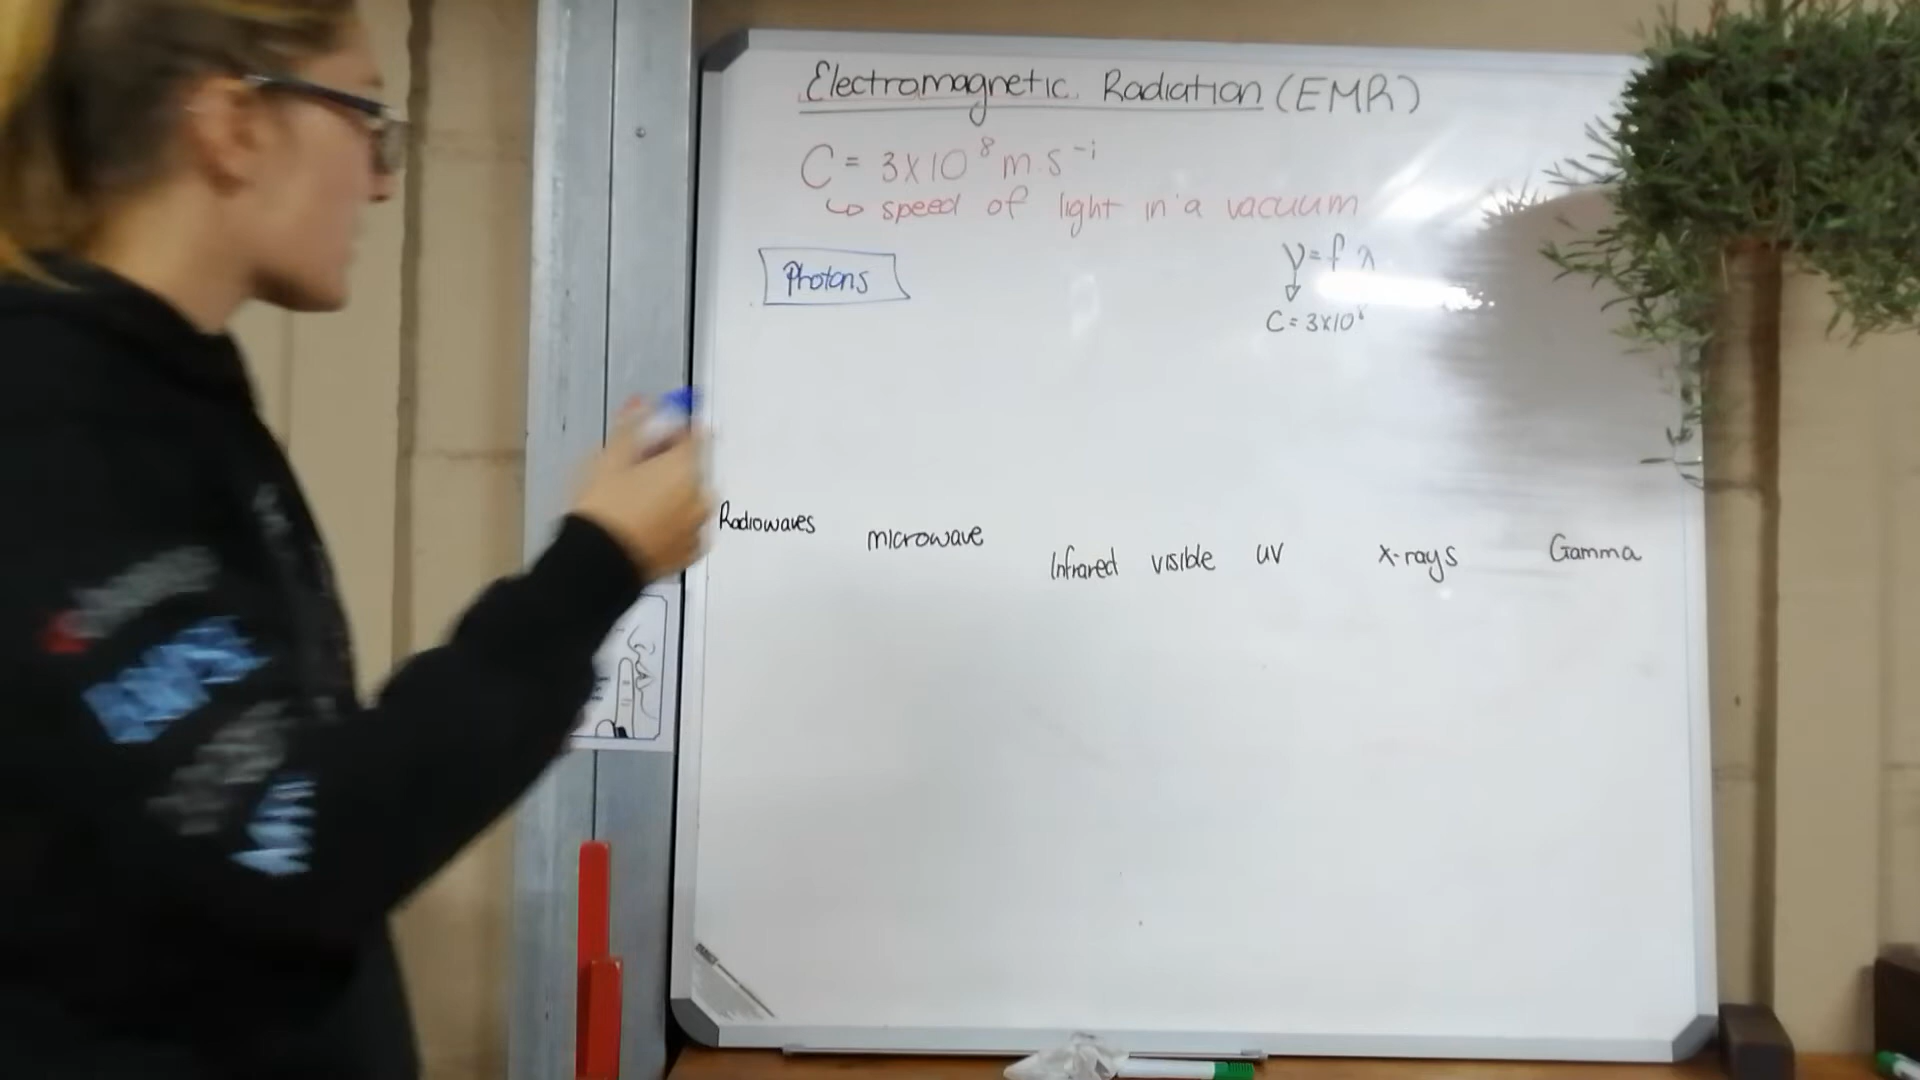 Electromagnetic Radiation (EMR)
C = 3x10⁸ m.s⁻¹
↳ speed of light in a vacuum
Photons
v = f λ
↓
C = 3x10⁸
Radiowaves microwave Infrared visible uv X-rays Gamma